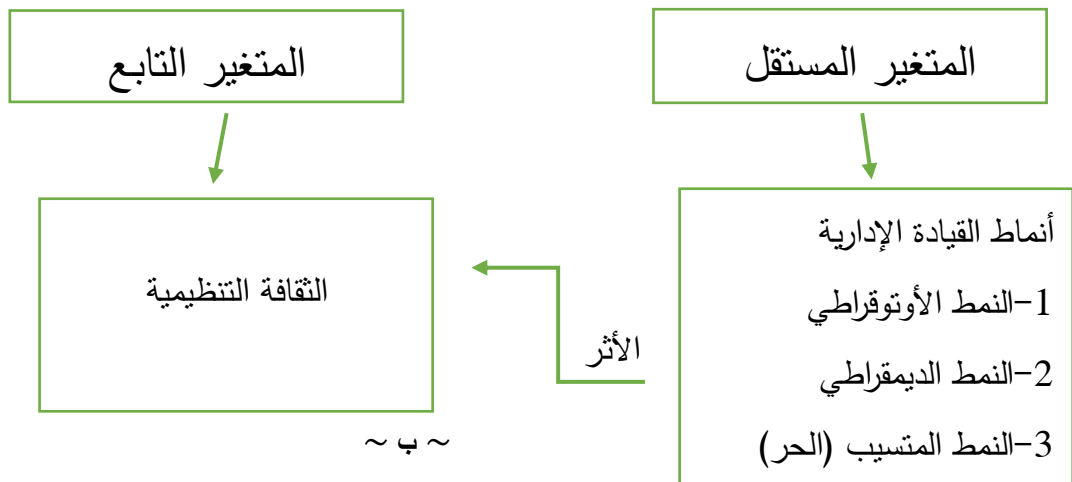 المتغير المستقل
المتغير التابع
أنماط القيادة الإدارية
1-النمط الأوتوقراطي
2-النمط الديمقراطي
3-النمط المتسيب (الحر)
الأثر
الثقافة التنظيمية
~ ب ~